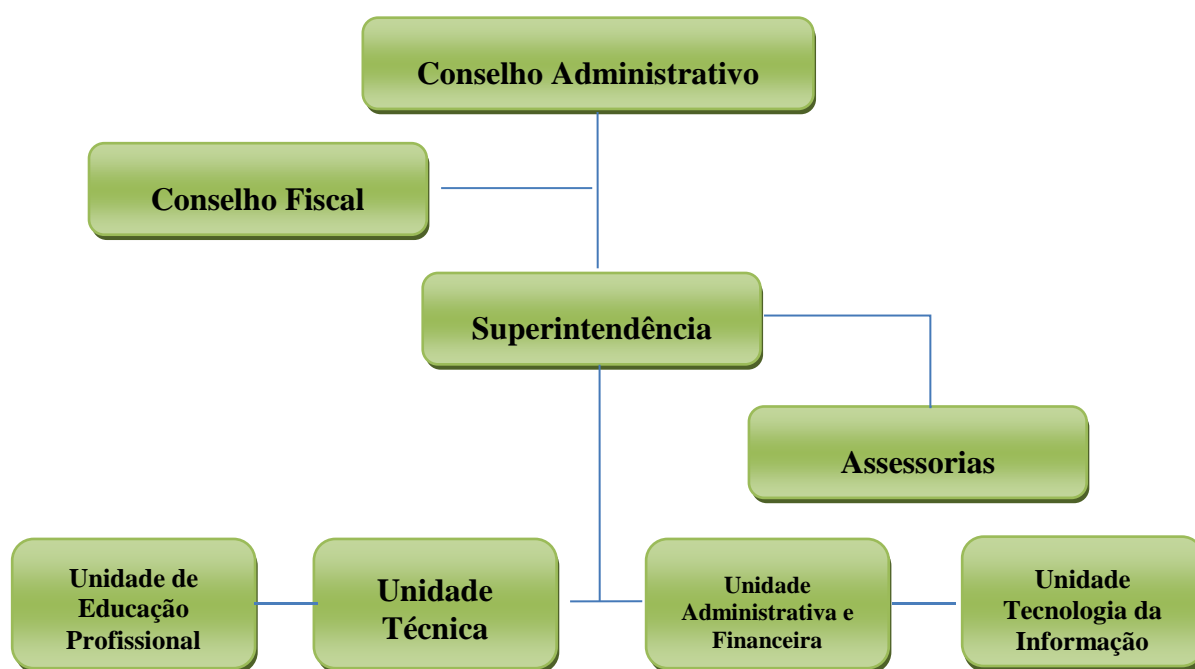 Conselho Administrativo
Conselho Fiscal
Superintendência
Assessorias
Unidade de
Educação
Profissional
Unidade
Técnica
Unidade
Administrativa e
Financeira
Unidade
Tecnologia da
Informação